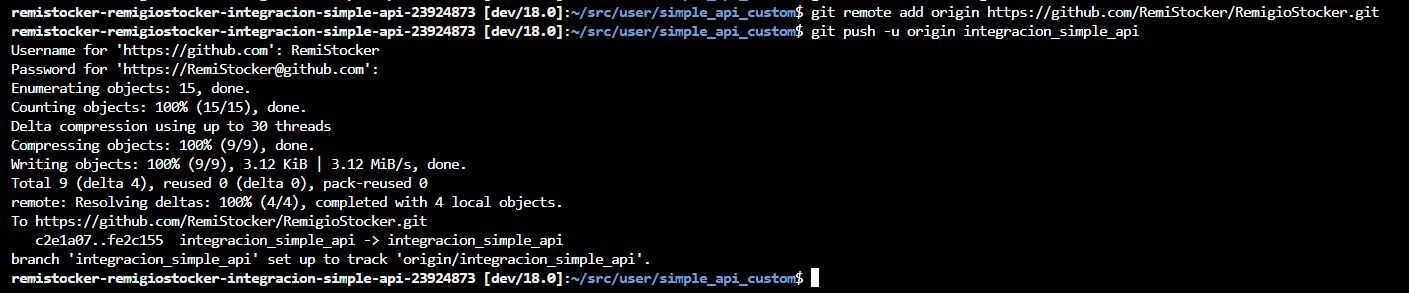 remistocker-remigiostocker-integracion-simple-api-23924873 [dev/18.0]:~/src/user/simple_api_custom$ git remote add origin https://github.com/RemiStocker/RemigioStocker.git
remistocker-remigiostocker-integracion-simple-api-23924873 [dev/18.0]:~/src/user/simple_api_custom$ git push -u origin integracion_simple_api
Username for 'https://github.com': RemiStocker
Password for 'https://RemiStocker@github.com':
Enumerating objects: 15, done.
Counting objects: 100% (15/15), done.
Delta compression using up to 30 threads
Compressing objects: 100% (9/9), done.
Writing objects: 100% (9/9), 3.12 KiB | 3.12 MiB/s, done.
Total 9 (delta 4), reused 0 (delta 0), pack-reused 0
remote: Resolving deltas: 100% (4/4), completed with 4 local objects.
To https://github.com/RemiStocker/RemigioStocker.git
   c2e1a07..fe2c155  integracion_simple_api -> integracion_simple_api
branch 'integracion_simple_api' set up to track 'origin/integracion_simple_api'.
remistocker-remigiostocker-integracion-simple-api-23924873 [dev/18.0]:~/src/user/simple_api_custom$